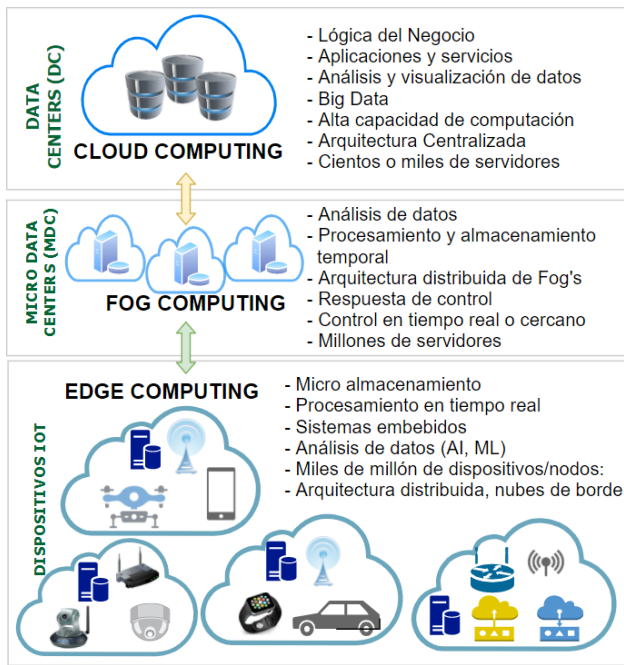 DATA
CENTERS (DC)
CLOUD COMPUTING
- Lógica del Negocio
- Aplicaciones y servicios
- Análisis y visualización de datos
- Big Data
- Alta capacidad de computación
- Arquitectura Centralizada
- Cientos o miles de servidores
MICRO DATA
CENTERS (MDC)
FOG COMPUTING
- Análisis de datos
- Procesamiento y almacenamiento
temporal
- Arquitectura distribuida de Fog's
- Respuesta de control
- Control en tiempo real o cercano
- Millones de servidores
DISPOSITIVOS IOT
EDGE COMPUTING
- Micro almacenamiento
- Procesamiento en tiempo real
- Sistemas embebidos
- Análisis de datos (AI, ML)
- Miles de millón de dispositivos/nodos:
- Arquitectura distribuida, nubes de borde